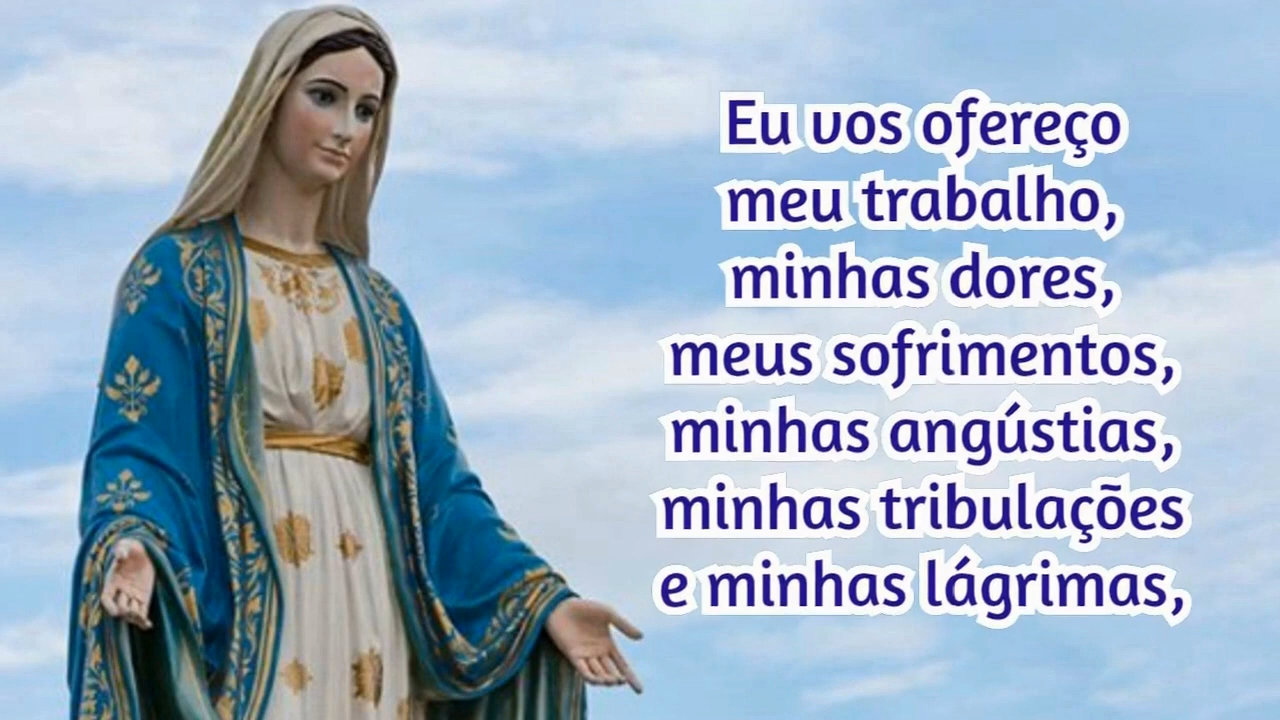 Eu vos ofereço
meu trabalho,
minhas dores,
meus sofrimentos,
minhas angústias,
minhas tribulações
e minhas lágrimas,